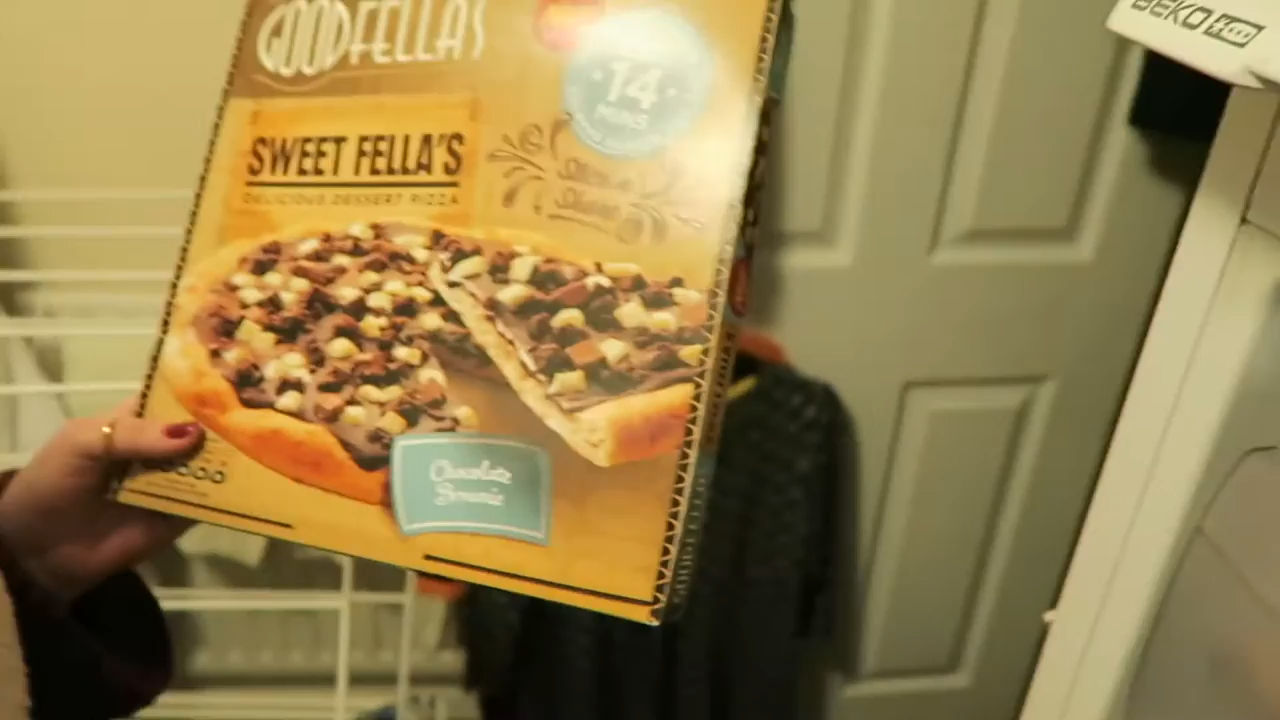 GOODFELLA'S
14
MINS
SWEET FELLA'S
DELICIOUS DESSERT PIZZA
Chocolate
Brownie
BEKO